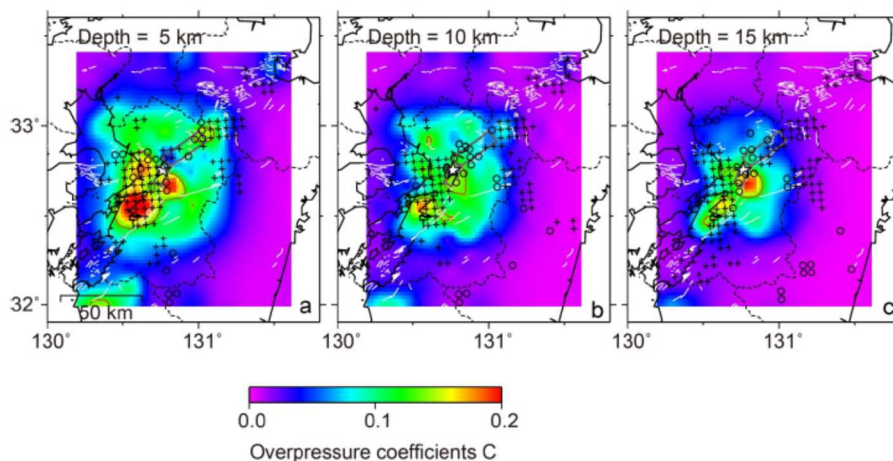 Depth = 5 km
Depth = 10 km
Depth = 15 km
33°
32°
50 km
a
b
c
130°
131°
130°
131°
130°
131°
0.0
0.1
0.2
Overpressure coefficients C